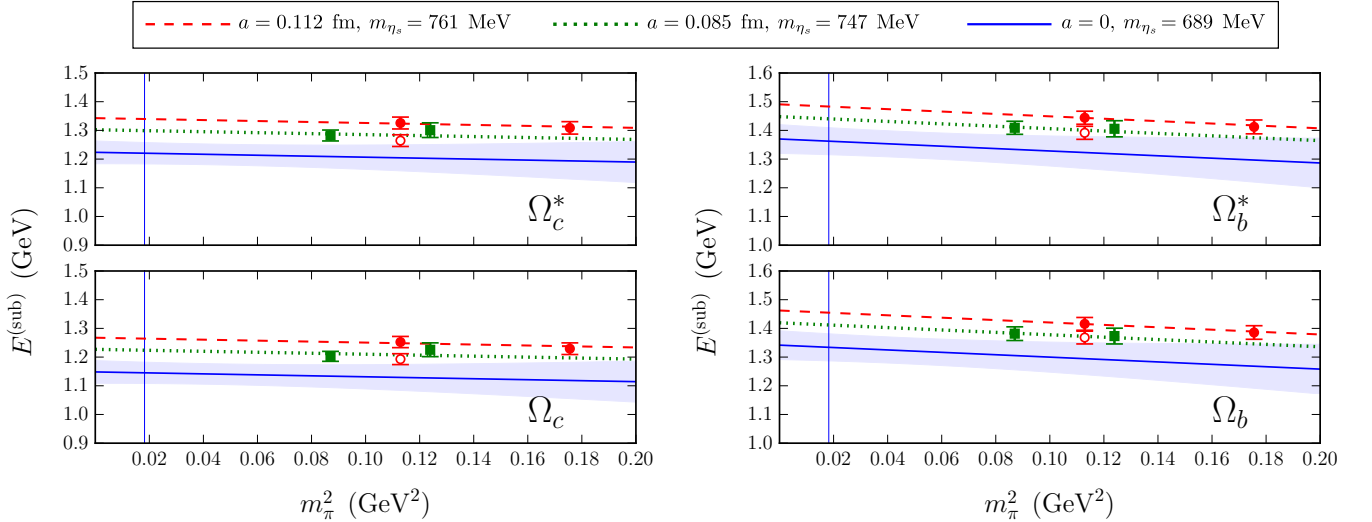 a = 0.112 fm, m_{η_s} = 761 MeV
a = 0.085 fm, m_{η_s} = 747 MeV
a = 0, m_{η_s} = 689 MeV
E^{(sub)} (GeV)
1.5
1.4
1.3
1.2
1.1
1.0
0.9
Ω_c^*
1.5
1.4
1.3
1.2
1.1
1.0
0.9
Ω_c
0.02 0.04 0.06 0.08 0.10 0.12 0.14 0.16 0.18 0.20
m_π^2 (GeV^2)
E^{(sub)} (GeV)
1.6
1.5
1.4
1.3
1.2
1.1
1.0
Ω_b^*
1.6
1.5
1.4
1.3
1.2
1.1
1.0
Ω_b
0.02 0.04 0.06 0.08 0.10 0.12 0.14 0.16 0.18 0.20
m_π^2 (GeV^2)